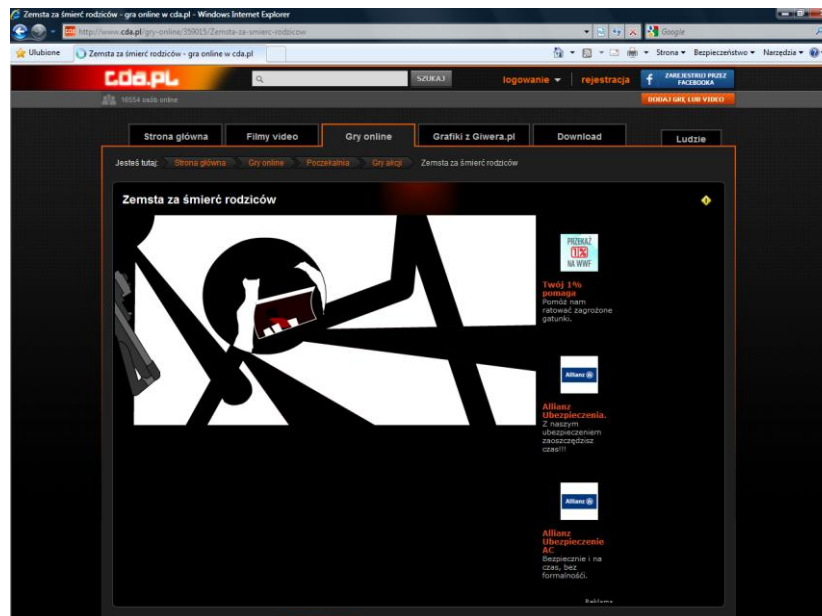 Zemsta za śmierć rodziców - gra online w cda.pl - Windows Internet Explorer
http://www.cda.pl/gry-online/359015/Zemsta-za-smierc-rodzicow
Google
Ulubione
Zemsta za śmierć rodziców - gra online w cda.pl
Strona
Bezpieczeństwo
Narzędzia
cda.pl
SZUKAJ
logowanie
rejestracja
f
ZAREJESTRUJ PRZEZ
FACEBOOKA
16554 osób online
DODAJ GRĘ LUB VIDEO
Strona główna
Filmy video
Gry online
Grafiki z Giwera.pl
Download
Ludzie
Jesteś tutaj:
Strona główna
Gry online
Poczekalnia
Gry akcji
Zemsta za śmierć rodziców
Zemsta za śmierć rodziców
PRZEKAŻ
1%
NA WWF
Twój 1%
pomaga
Pomóż nam
ratować zagrożone
gatunki.
Allianz
Allianz
Ubezpieczenia.
Z naszym
ubezpieczeniem
zaoszczędzisz
czas!!!
Allianz
Allianz
Ubezpieczenie
AC
Bezpiecznie i na
czas, bez
formalności.
Reklama